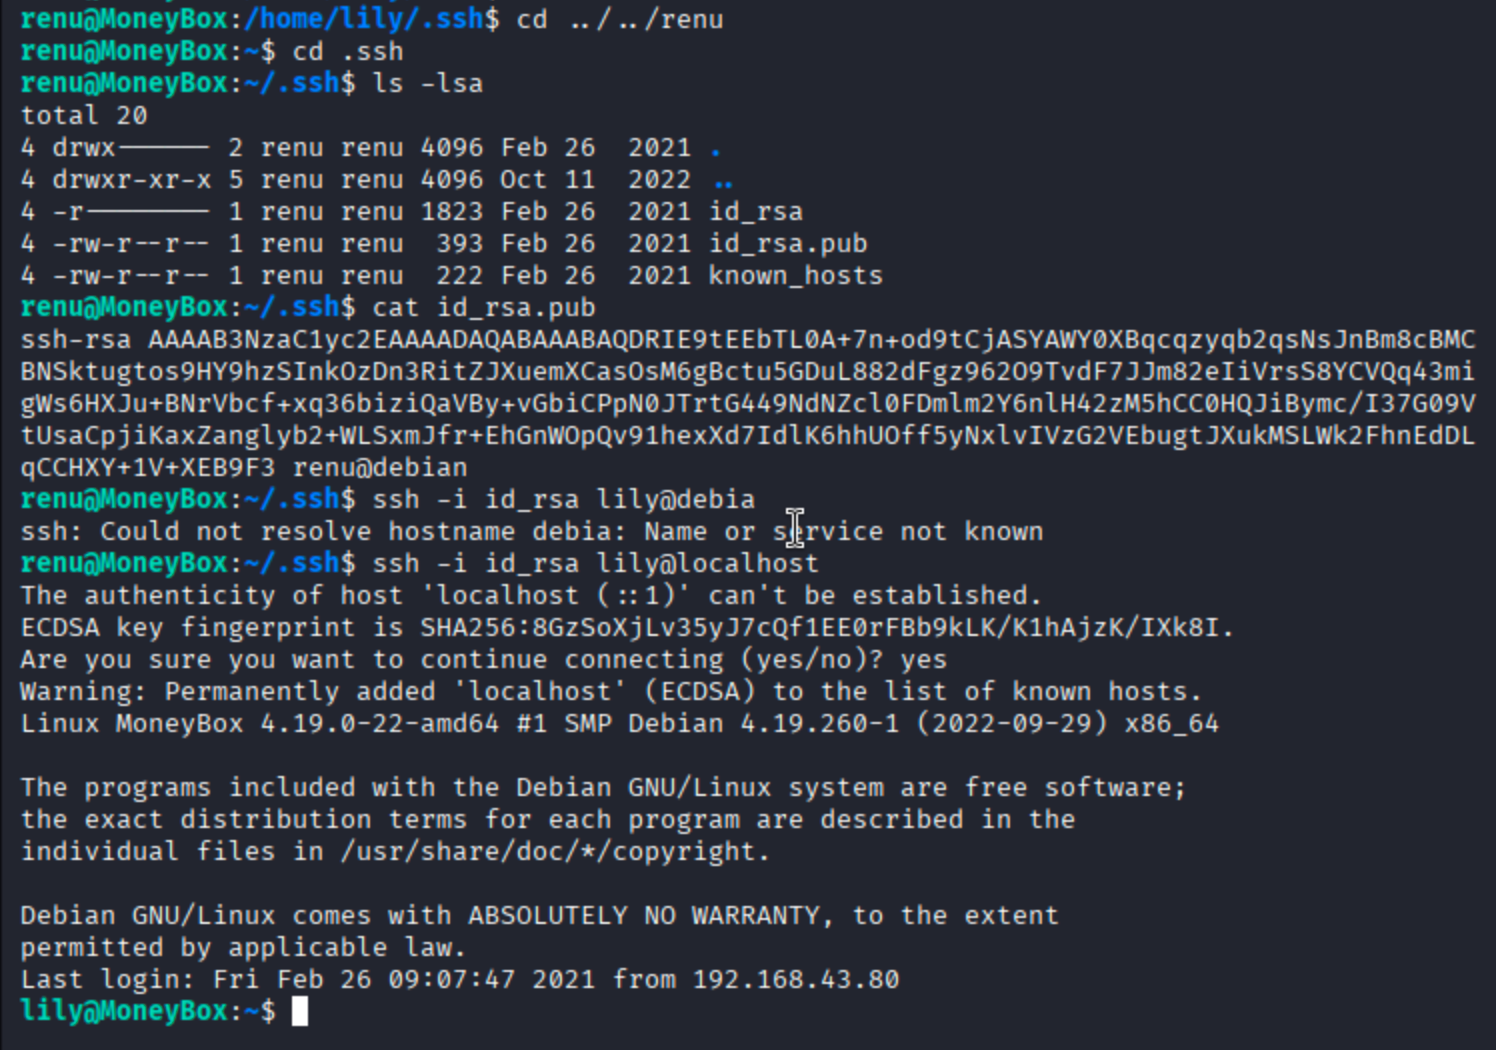 renu@MoneyBox:/home/lily/.ssh$ cd ../../renu
renu@MoneyBox:~$ cd .ssh
renu@MoneyBox:~/.ssh$ ls -lsa
total 20
4 drwx------ 2 renu renu 4096 Feb 26  2021 .
4 drwxr-xr-x 5 renu renu 4096 Oct 11  2022 ..
4 -r-------- 1 renu renu 1823 Feb 26  2021 id_rsa
4 -rw-r--r-- 1 renu renu  393 Feb 26  2021 id_rsa.pub
4 -rw-r--r-- 1 renu renu  222 Feb 26  2021 known_hosts
renu@MoneyBox:~/.ssh$ cat id_rsa.pub
ssh-rsa AAAAB3NzaC1yc2EAAAADAQABAAABAQDRIE9tEEbTL0A+7n+od9tCjASYAWY0XBqcqzyqb2qsNsJnBm8cBMC
BNSktugtos9HY9hzSInkOzDn3RitZJXuemXCasOsM6gBctu5GDuL882dFgz962O9TvdF7JJm82eIiVrsS8YCVQq43mi
gWs6HXJu+BNrVbcf+xq36biziQaVBy+vGbiCPpN0JTrtG449NdNZcl0FDmlm2Y6nlH42zM5hCC0HQJiBymc/I37G09V
tUsaCpjiKaxZanglyb2+WLSxmJfr+EhGnWOpQv91hexXd7IdlK6hhUOff5yNxlvIVzG2VEbugtJXukMSLWk2FhnEdDL
qCCHXY+1V+XEB9F3 renu@debian
renu@MoneyBox:~/.ssh$ ssh -i id_rsa lily@debia
ssh: Could not resolve hostname debia: Name or service not known
renu@MoneyBox:~/.ssh$ ssh -i id_rsa lily@localhost
The authenticity of host 'localhost (::1)' can't be established.
ECDSA key fingerprint is SHA256:8GzSoXjLv35yJ7cQf1EE0rFBb9kLK/K1hAjzK/IXk8I.
Are you sure you want to continue connecting (yes/no)? yes
Warning: Permanently added 'localhost' (ECDSA) to the list of known hosts.
Linux MoneyBox 4.19.0-22-amd64 #1 SMP Debian 4.19.260-1 (2022-09-29) x86_64
The programs included with the Debian GNU/Linux system are free software;
the exact distribution terms for each program are described in the
individual files in /usr/share/doc/*/copyright.
Debian GNU/Linux comes with ABSOLUTELY NO WARRANTY, to the extent
permitted by applicable law.
Last login: Fri Feb 26 09:07:47 2021 from 192.168.43.80
lily@MoneyBox:~$